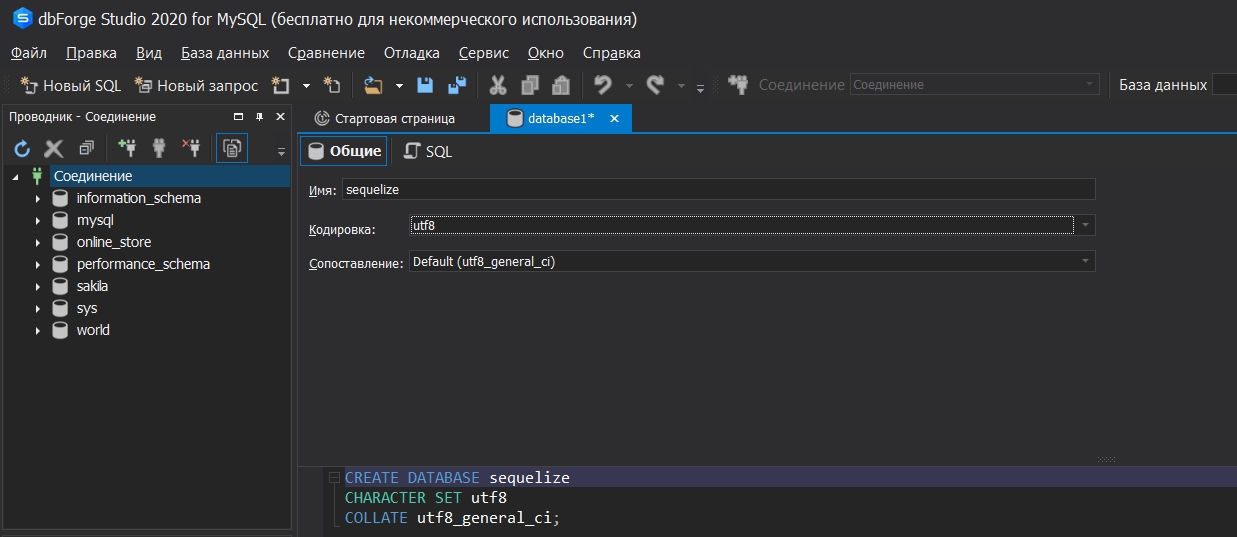 dbForge Studio 2020 for MySQL (бесплатно для некоммерческого использования)
Файл Правка Вид База данных Сравнение Отладка Сервис Окно Справка
Новый SQL Новый запрос Соединение Соединение База данных
Проводник - Соединение
Стартовая страница database1*
Общие SQL
Соединение
information_schema
mysql
online_store
performance_schema
sakila
sys
world
Имя: sequelize
Кодировка: utf8
Сопоставление: Default (utf8_general_ci)
CREATE DATABASE sequelize
CHARACTER SET utf8
COLLATE utf8_general_ci;